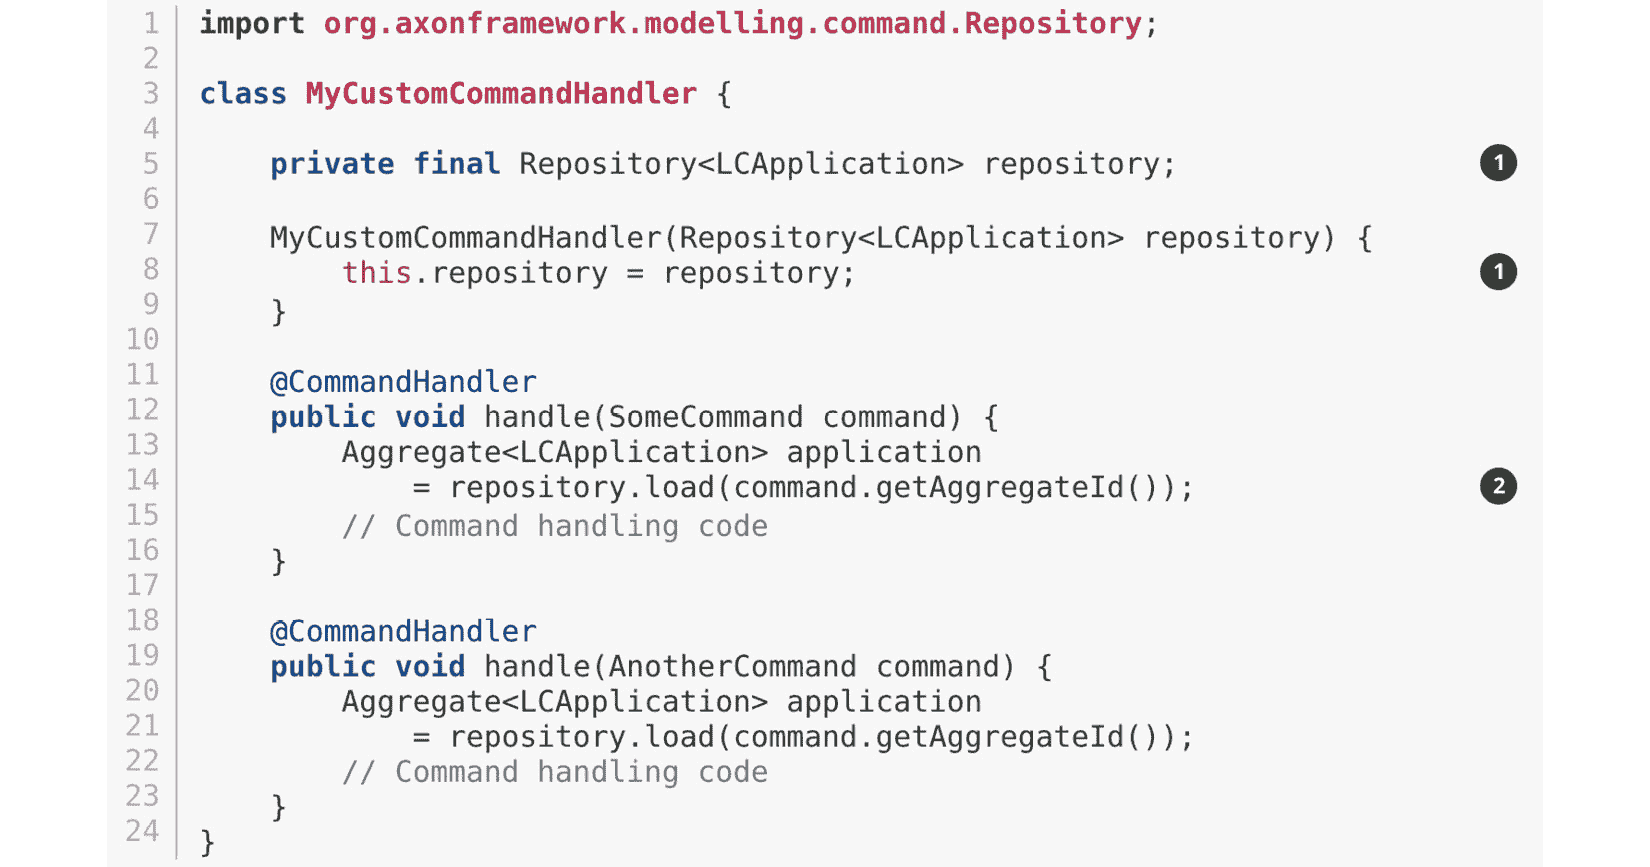 1 import org.axonframework.modelling.command.Repository;
2
3 class MyCustomCommandHandler {
4
5     private final Repository<LCApplication> repository; 1
6
7     MyCustomCommandHandler(Repository<LCApplication> repository) {
8         this.repository = repository; 1
9     }
10
11     @CommandHandler
12     public void handle(SomeCommand command) {
13         Aggregate<LCApplication> application
14             = repository.load(command.getAggregateId()); 2
15         // Command handling code
16     }
17
18     @CommandHandler
19     public void handle(AnotherCommand command) {
20         Aggregate<LCApplication> application
21             = repository.load(command.getAggregateId());
22         // Command handling code
23     }
24 }